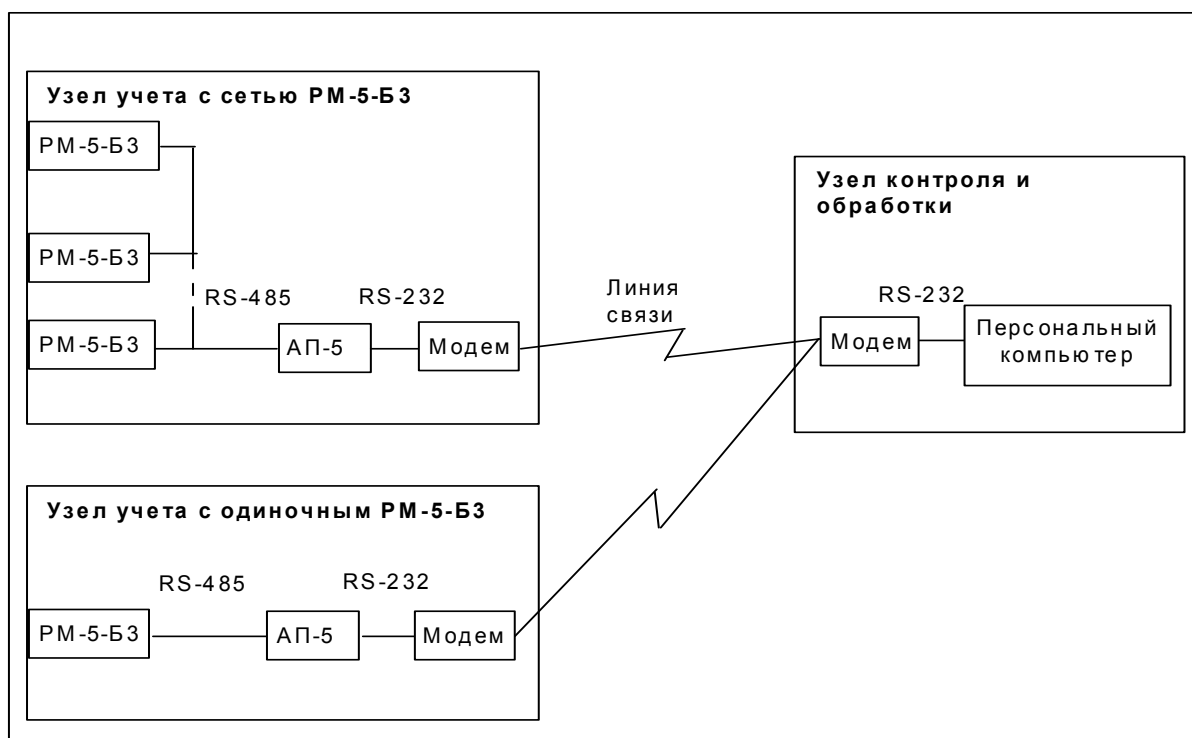 Узел учета с сетью РМ-5-Б3
РМ-5-Б3
РМ-5-Б3
RS-485
RS-232
РМ-5-Б3
АП-5
Модем
Линия
связи
Узел контроля и
обработки
RS-232
Модем
Персональный
компьютер
Узел учета с одиночным РМ-5-Б3
RS-485
RS-232
РМ-5-Б3
АП-5
Модем